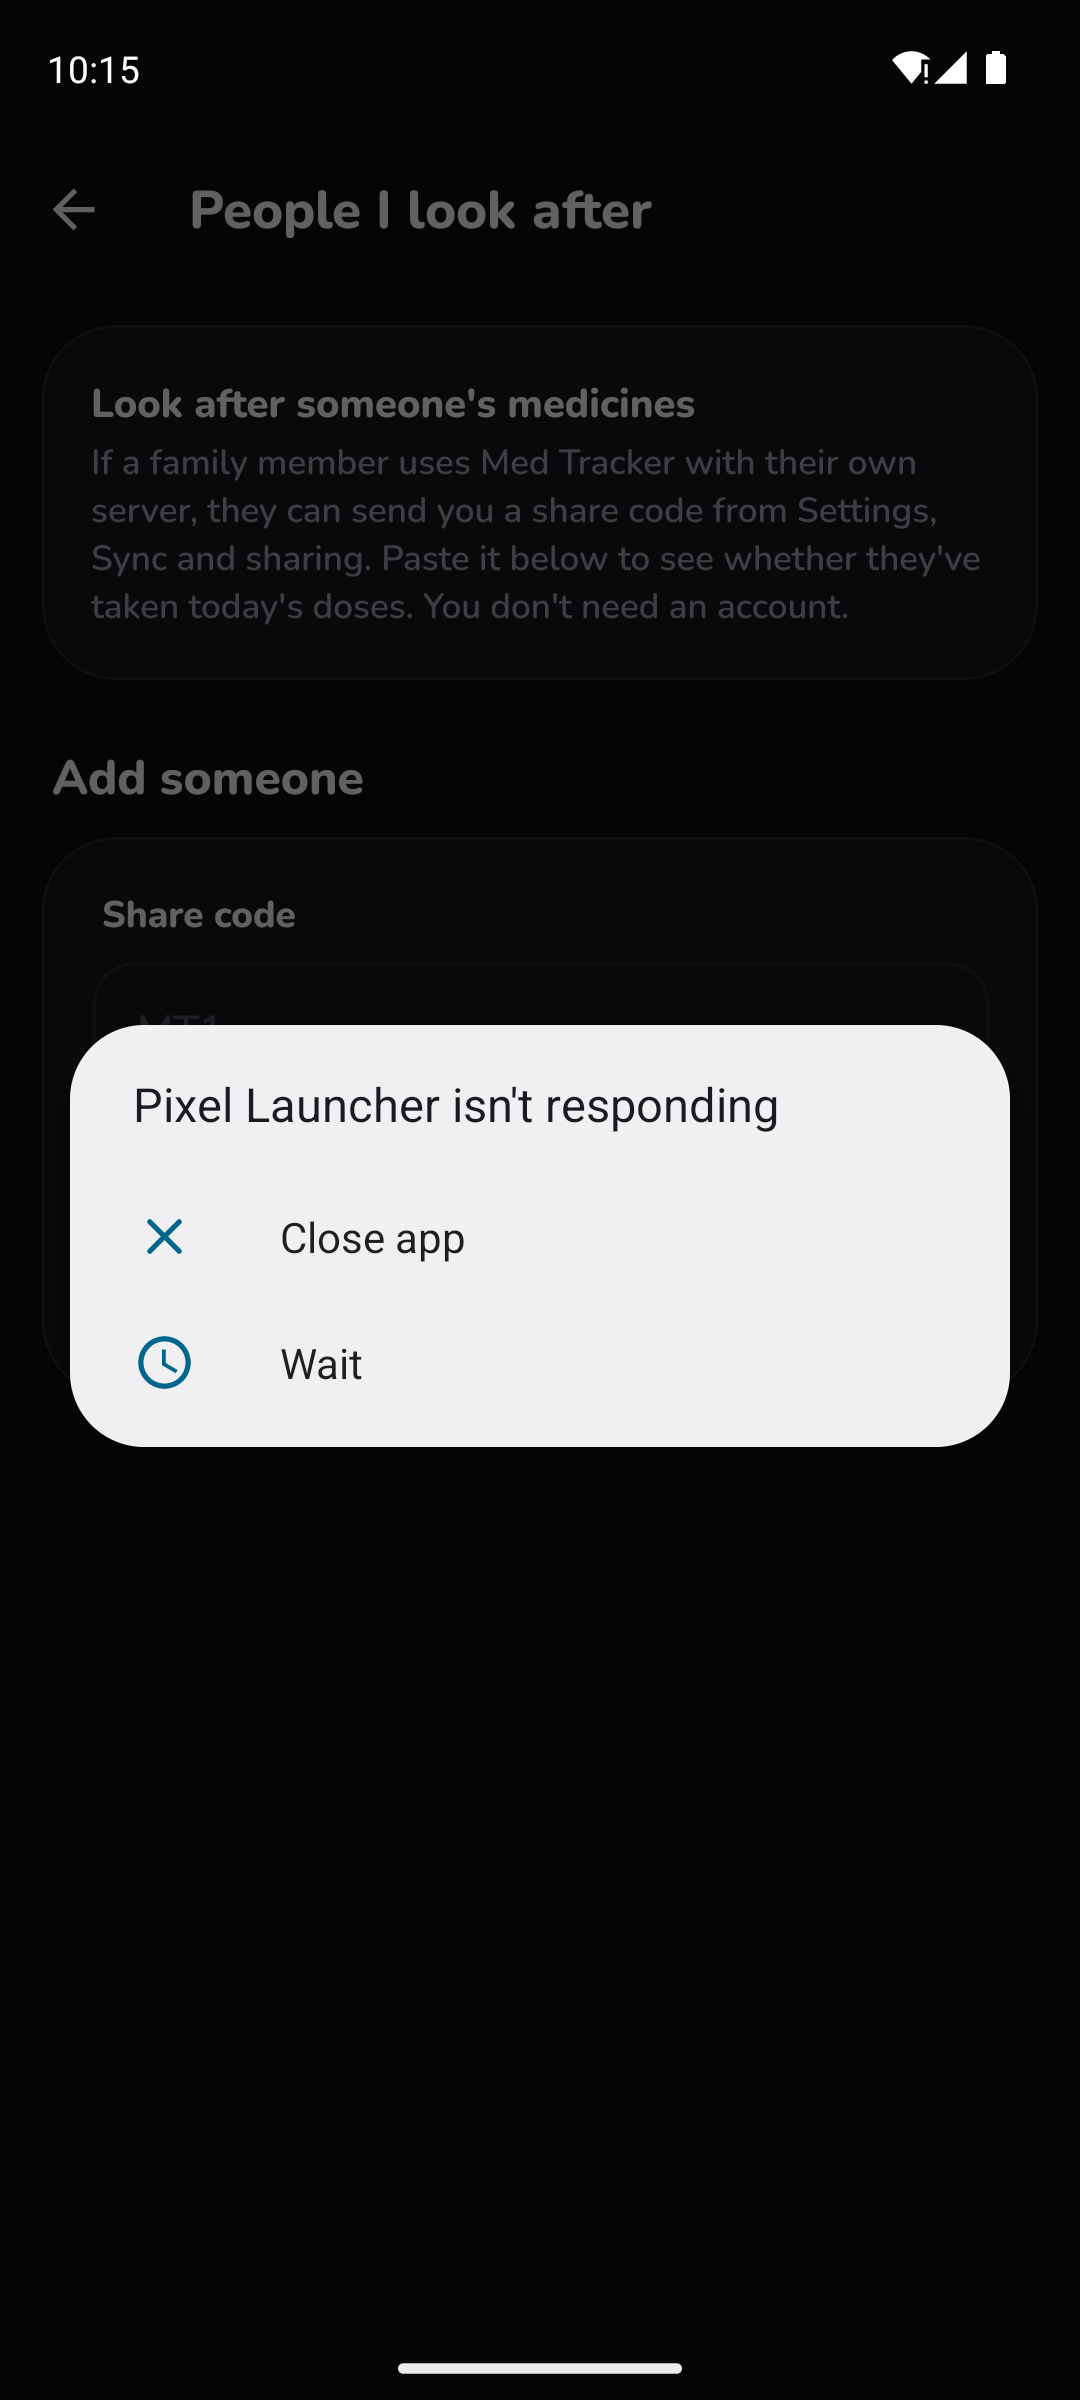 10:15
People I look after
Look after someone's medicines
If a family member uses Med Tracker with their own
server, they can send you a share code from Settings,
Sync and sharing. Paste it below to see whether they've
taken today's doses. You don't need an account.
Add someone
Share code
Pixel Launcher isn't responding
Close app
Wait